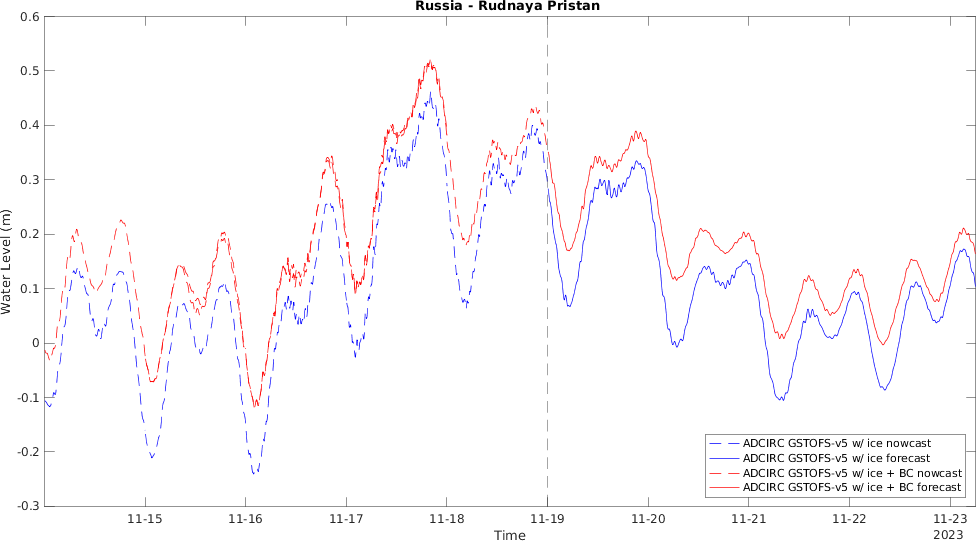 Russia - Rudnaya Pristan
0.6
0.5
0.4
0.3
0.2
0.1
0
-0.1
-0.2
-0.3
Water Level (m)
11-15 11-16 11-17 11-18 11-19 11-20 11-21 11-22 11-23
2023
Time
ADCIRC GSTOFS-v5 w/ ice nowcast
ADCIRC GSTOFS-v5 w/ ice forecast
ADCIRC GSTOFS-v5 w/ ice + BC nowcast
ADCIRC GSTOFS-v5 w/ ice + BC forecast